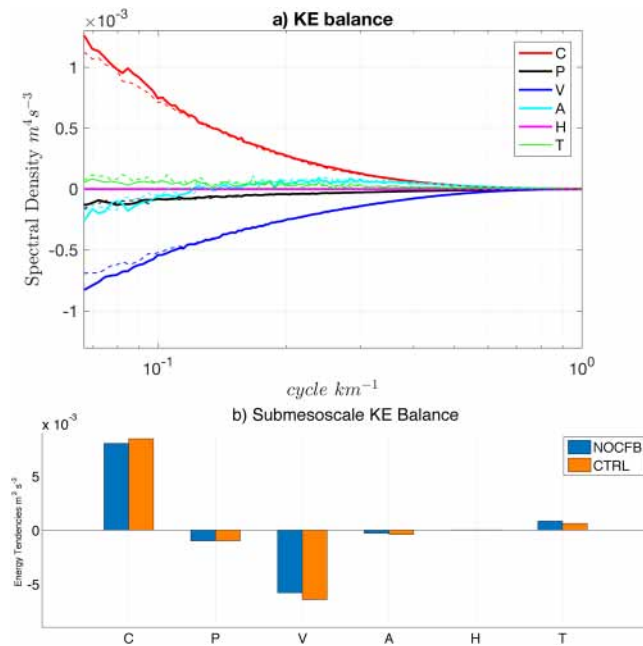 a) KE balance
×10⁻³
1
0.5
0
-0.5
-1
Spectral Density m⁴ s⁻³
C
P
V
A
H
T
10⁻¹
10⁰
cycle km⁻¹
b) Submesoscale KE Balance
x 10⁻³
5
0
-5
Energy Tendencies m³ s⁻³
NOCFB
CTRL
C P V A H T